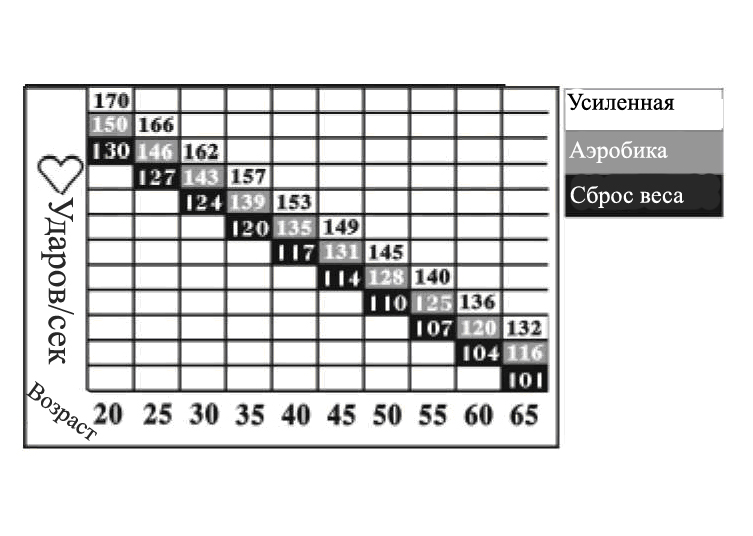 170
150 166 Усиленная
130 146 162 Аэробика
127 143 157
124 139 153 Сброс веса
120 135 149
117 131 145
114 128 140
110 125 136
107 120 132
104 116
101
Ударов/сек
Возраст
20 25 30 35 40 45 50 55 60 65